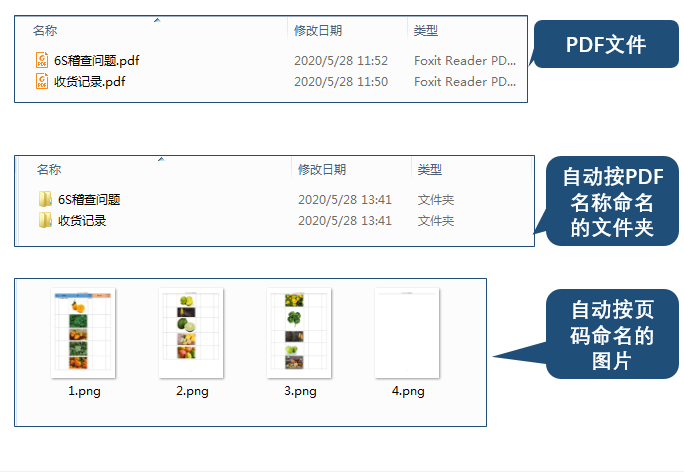 名称 修改日期 类型
6S稽查问题.pdf 2020/5/28 11:52 Foxit Reader PD...
收货记录.pdf 2020/5/28 11:50 Foxit Reader PD...
PDF文件
名称 修改日期 类型
6S稽查问题 2020/5/28 13:41 文件夹
收货记录 2020/5/28 13:41 文件夹
自动按PDF
名称命名
的文件夹
1.png 2.png 3.png 4.png
自动按页
码命名的
图片